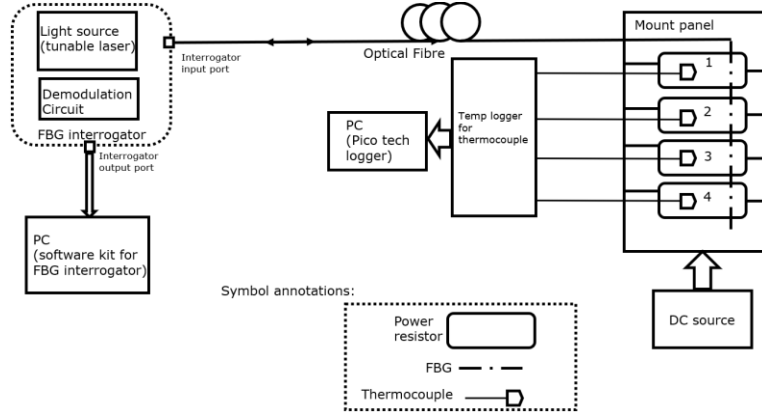 Light source
(tunable laser)
Demodulation
Circuit
FBG interrogator
Interrogator
input port
Interrogator
output port
PC
(software kit for
FBG interrogator)
Optical Fibre
PC
(Pico tech
logger)
Temp logger
for
thermocouple
Mount panel
1
2
3
4
DC source
Symbol annotations:
Power
resistor
FBG
Thermocouple